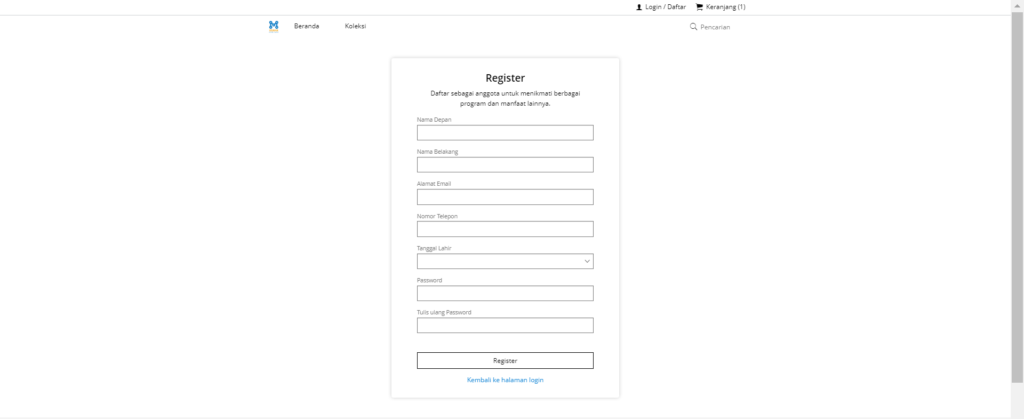 Login / Daftar Keranjang (1)
Beranda Koleksi Pencarian
Register
Daftar sebagai anggota untuk menikmati berbagai
program dan manfaat lainnya.
Nama Depan
Nama Belakang
Alamat Email
Nomor Telepon
Tanggal Lahir
Password
Tulis ulang Password
Register
Kembali ke halaman login